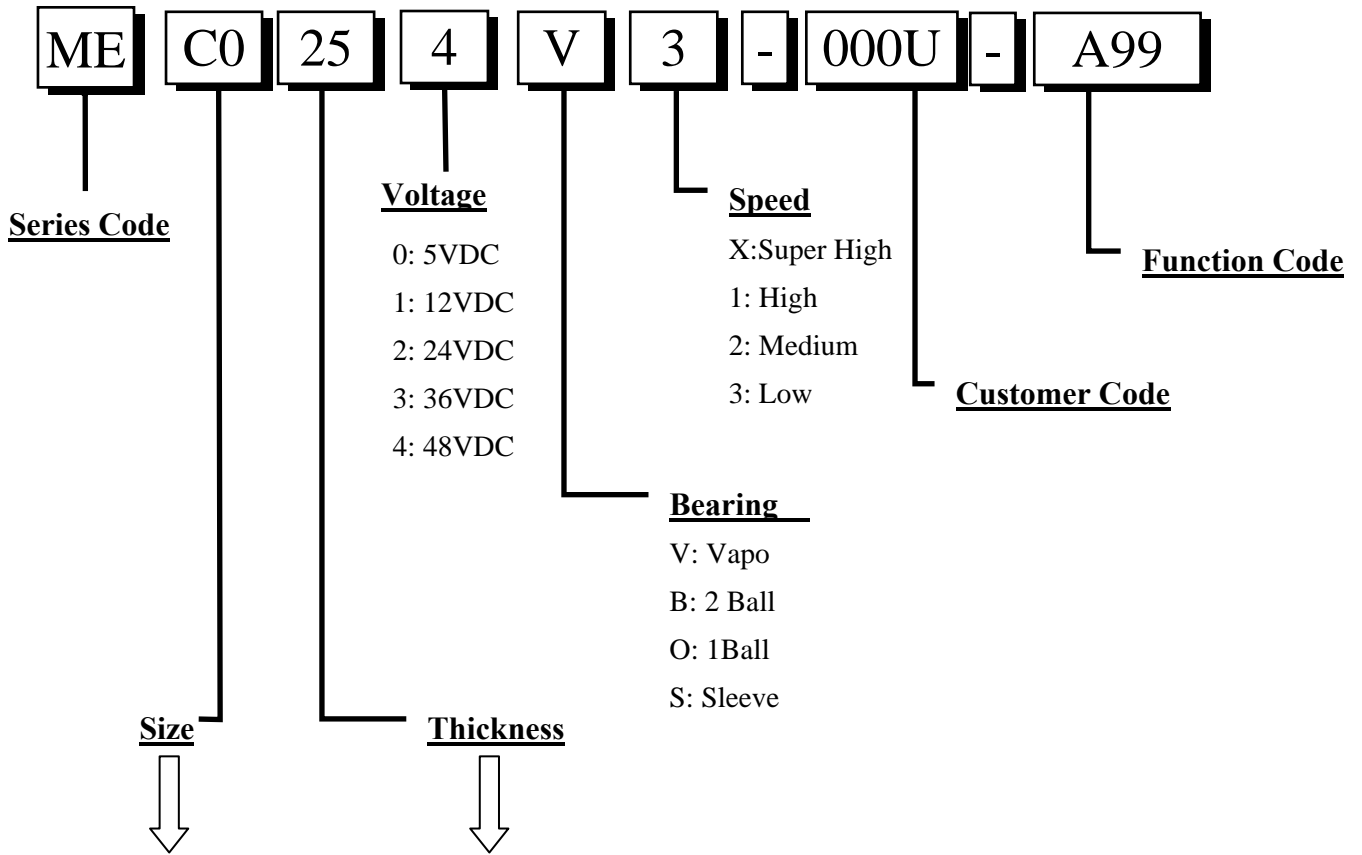 ME C0 25 4 V 3 - 000U - A99
Series Code
Voltage
0: 5VDC
1: 12VDC
2: 24VDC
3: 36VDC
4: 48VDC
Speed
X:Super High
1: High
2: Medium
3: Low
Function Code
Customer Code
Bearing
V: Vapo
B: 2 Ball
O: 1Ball
S: Sleeve
Size
Thickness